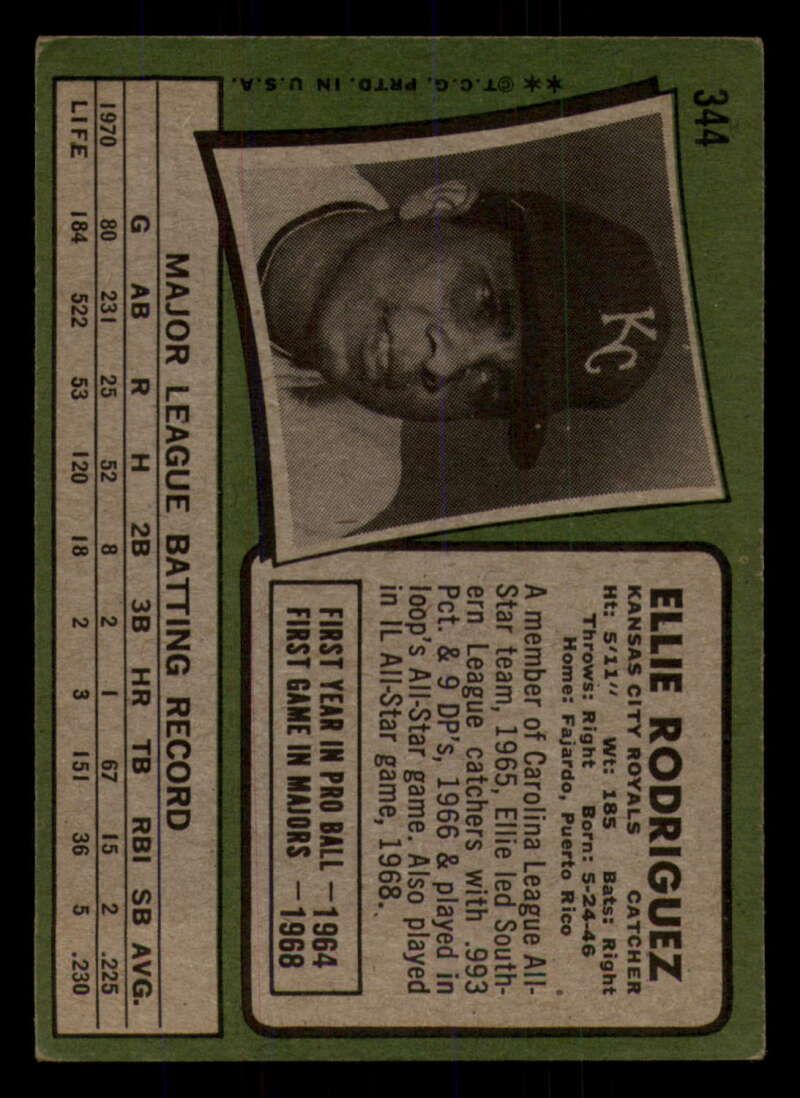 344
** @T.C.G. PRTD. IN U.S.A.
KC
ELLIE RODRIGUEZ
KANSAS CITY ROYALS CATCHER
Ht: 5'11" Wt: 185 Bats: Right
Throws: Right Born: 5-24-46
Home: Fajardo, Puerto Rico
A member of Carolina League All-
Star team, 1965, Ellie led South-
ern League catchers with .993
Pct. & 9 DP's, 1966 & played in
loop's All-Star game. Also played
in IL All-Star game, 1968.
FIRST YEAR IN PRO BALL —1964
FIRST GAME IN MAJORS —1968
MAJOR LEAGUE BATTING RECORD
G AB R H 2B 3B HR TB RBI SB AVG.
1970 80 231 25 52 8 2 1 67 15 2 .225
LIFE 184 522 53 120 18 2 3 151 36 5 .230